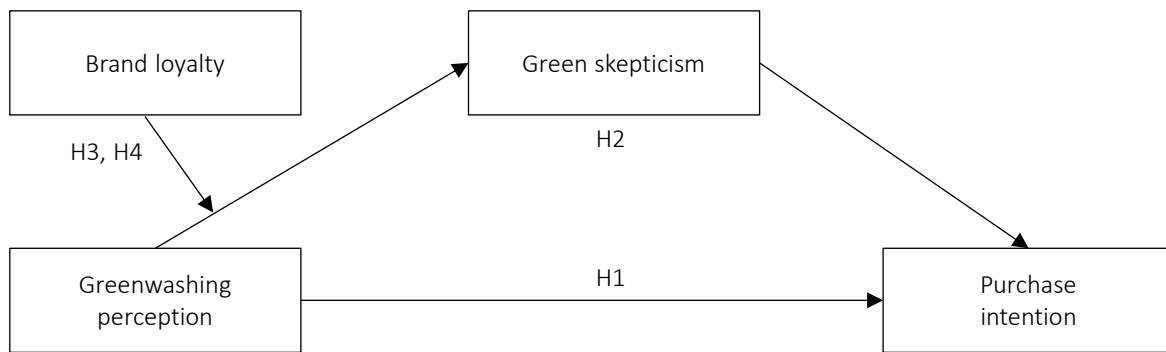 Brand loyalty
Green skepticism
H3, H4
H2
Greenwashing
perception
H1
Purchase
intention